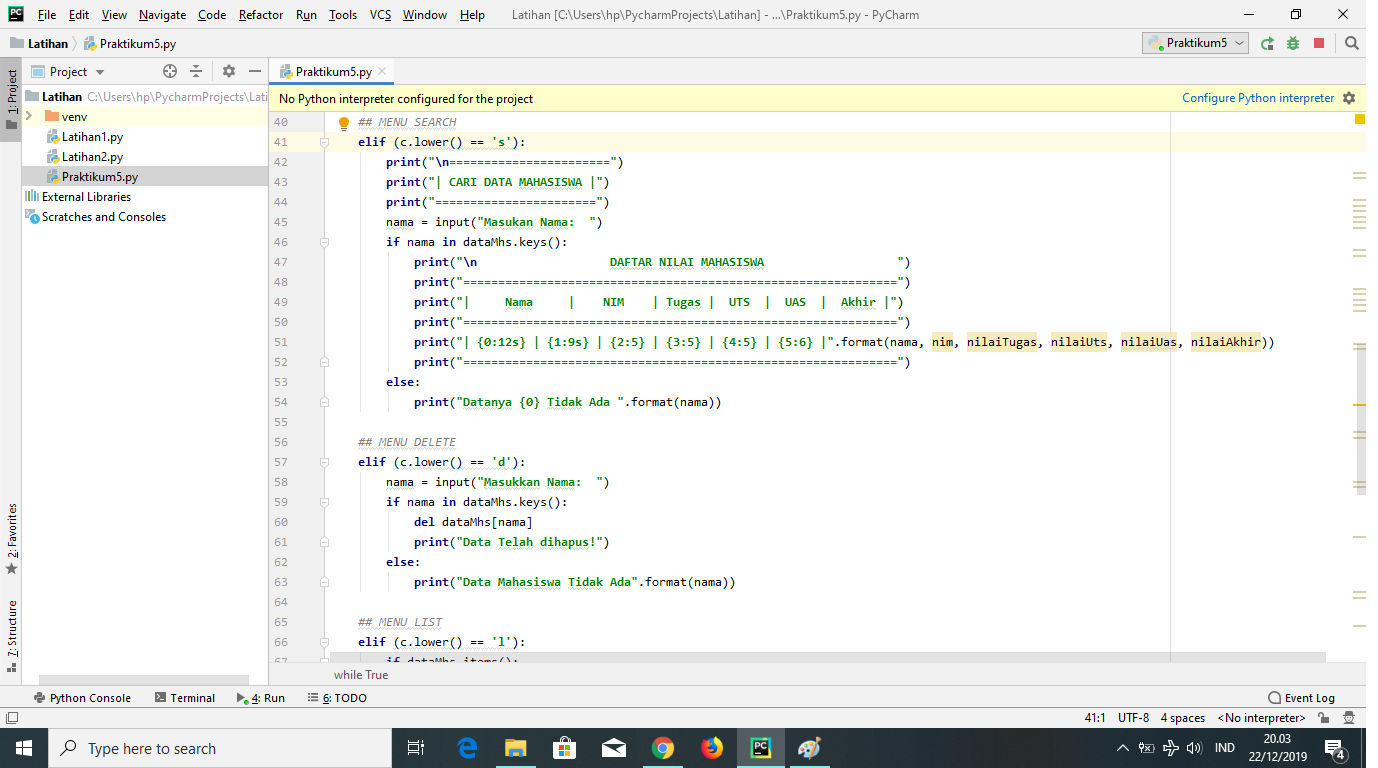 File Edit View Navigate Code Refactor Run Tools VCS Window Help Latihan [C:\Users\hp\PycharmProjects\Latihan] - ...\Praktikum5.py - PyCharm
Latihan Praktikum5.py Praktikum5
1: Project
Project
Praktikum5.py
Latihan C:\Users\hp\PycharmProjects\Lati
venv
Latihan1.py
Latihan2.py
Praktikum5.py
External Libraries
Scratches and Consoles
2: Favorites
7: Structure
No Python interpreter configured for the project Configure Python interpreter
40 ## MENU SEARCH
41 elif (c.lower() == 's'):
42 print("\n=======================")
43 print("| CARI DATA MAHASISWA |")
44 print("=======================")
45 nama = input("Masukan Nama:  ")
46 if nama in dataMhs.keys():
47 print("\n                   DAFTAR NILAI MAHASISWA                   ")
48 print("==============================================================")
49 print("|     Nama     |    NIM    | Tugas |  UTS  |  UAS  |  Akhir |")
50 print("==============================================================")
51 print("| {0:12s} | {1:9s} | {2:5} | {3:5} | {4:5} | {5:6} |".format(nama, nim, nilaiTugas, nilaiUts, nilaiUas, nilaiAkhir))
52 print("==============================================================")
53 else:
54 print("Datanya {0} Tidak Ada ".format(nama))
55
56 ## MENU DELETE
57 elif (c.lower() == 'd'):
58 nama = input("Masukkan Nama:  ")
59 if nama in dataMhs.keys():
60 del dataMhs[nama]
61 print("Data Telah dihapus!")
62 else:
63 print("Data Mahasiswa Tidak Ada".format(nama))
64
65 ## MENU LIST
66 elif (c.lower() == 'l'):
67 if dataMhs.items():
while True
Python Console Terminal 4: Run 6: TODO Event Log
41:1 UTF-8 4 spaces <No interpreter>
Type here to search
IND
20.03
22/12/2019
4